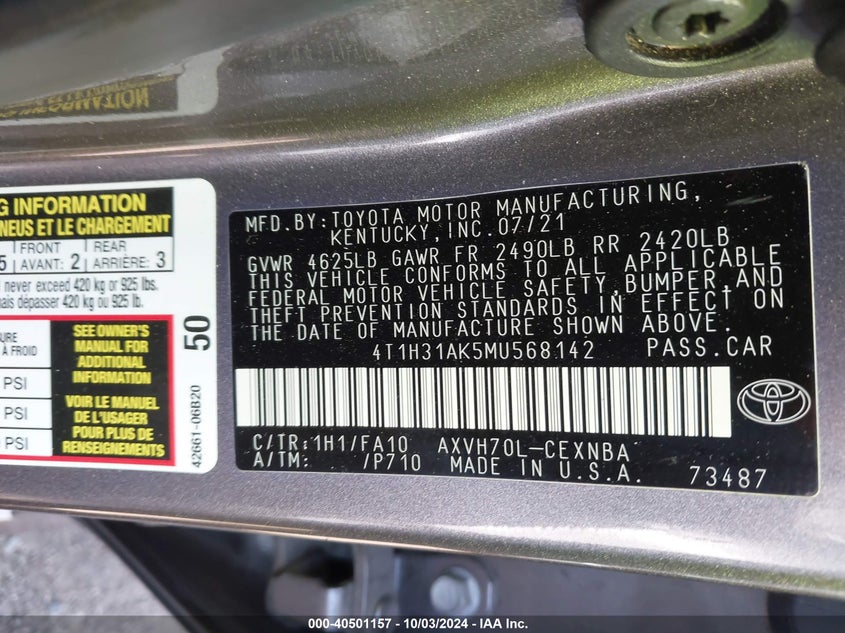 G INFORMATION
NEUS ET LE CHARGEMENT
5 FRONT REAR
AVANT: 2 ARRIÈRE: 3
never exceed 420 kg or 925 lbs.
mais dépasser 420 kg ou 925 lb.
SEE OWNER'S
MANUAL FOR
ADDITIONAL
INFORMATION
VOIR LE MANUEL
DE L'USAGER
POUR PLUS DE
RENSEIGNEMENTS
À FROID
PSI
PSI
PSI
50
42661-06B20
MFD.BY:TOYOTA MOTOR MANUFACTURING,
KENTUCKY,INC.07/21
GVWR 4625LB GAWR FR 2490LB RR 2420LB
THIS VEHICLE CONFORMS TO ALL APPLICABLE
FEDERAL MOTOR VEHICLE SAFETY,BUMPER,AND
THEFT PREVENTION STANDARDS IN EFFECT ON
THE DATE OF MANUFACTURE SHOWN ABOVE.
4T1H31AK5MU568142 PASS.CAR
C/TR:1H1/FA10 AXVH70L-CEXNBA
A/TM: /P710 MADE IN U.S.A. 73487
TOYOTA
000-40501157 - 10/03/2024 - IAA Inc.